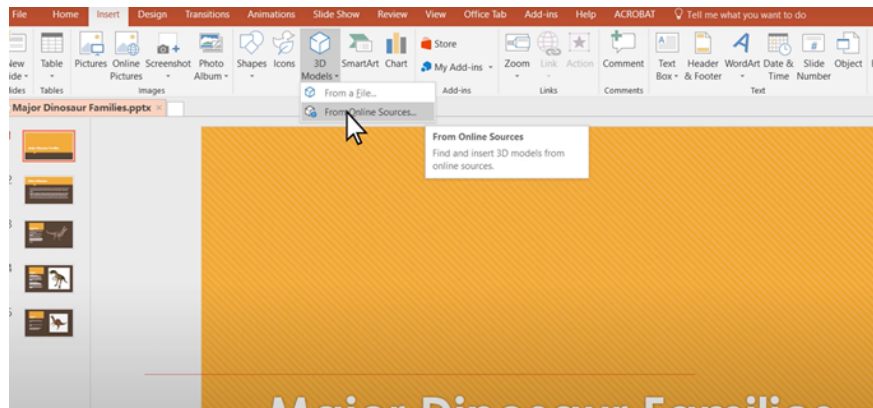 File Home Insert Design Transitions Animations Slide Show Review View Office Tab Add-ins Help ACROBAT Tell me what you want to do
Table Pictures Online Pictures Screenshot Photo Album Shapes Icons 3D Models SmartArt Chart Store My Add-ins Zoom Link Action Comment Text Box Header & Footer WordArt Date & Time Slide Number Object
Tables Images Add-ins Links Comments Text
From a File...
From Online Sources...
Major Dinosaur Families.pptx
From Online Sources
Find and insert 3D models from
online sources.
2
Major Dinosaur Families